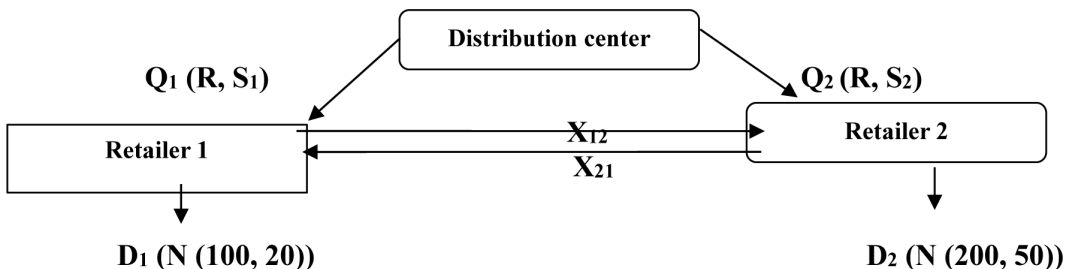 Distribution center
Q₁ (R, S₁)
Q₂ (R, S₂)
Retailer 1
X₁₂
Retailer 2
X₂₁
D₁ (N (100, 20))
D₂ (N (200, 50))